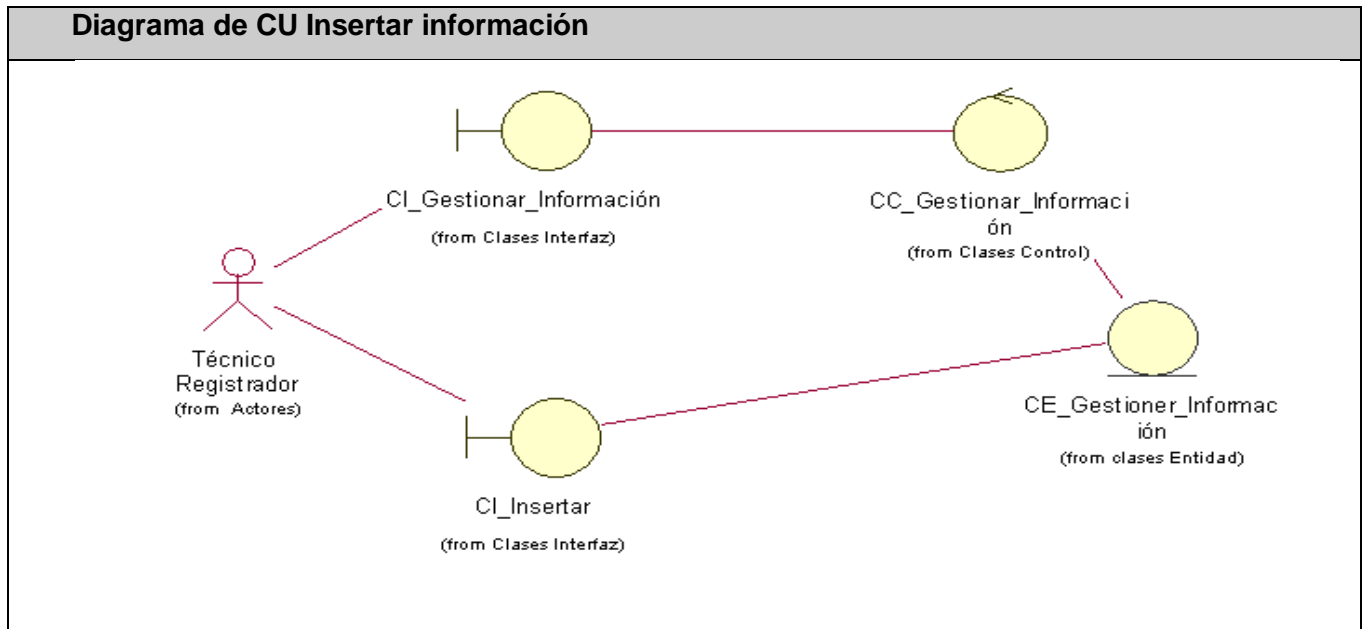 Diagrama de CU Insertar información
CI_Gestionar_Información
(from Clases Interfaz)
CC_Gestionar_Informaci
ón
(from Clases Control)
Técnico
Registrador
(from Actores)
CE_Gestioner_Informac
ión
(from clases Entidad)
CI_Insertar
(from Clases Interfaz)